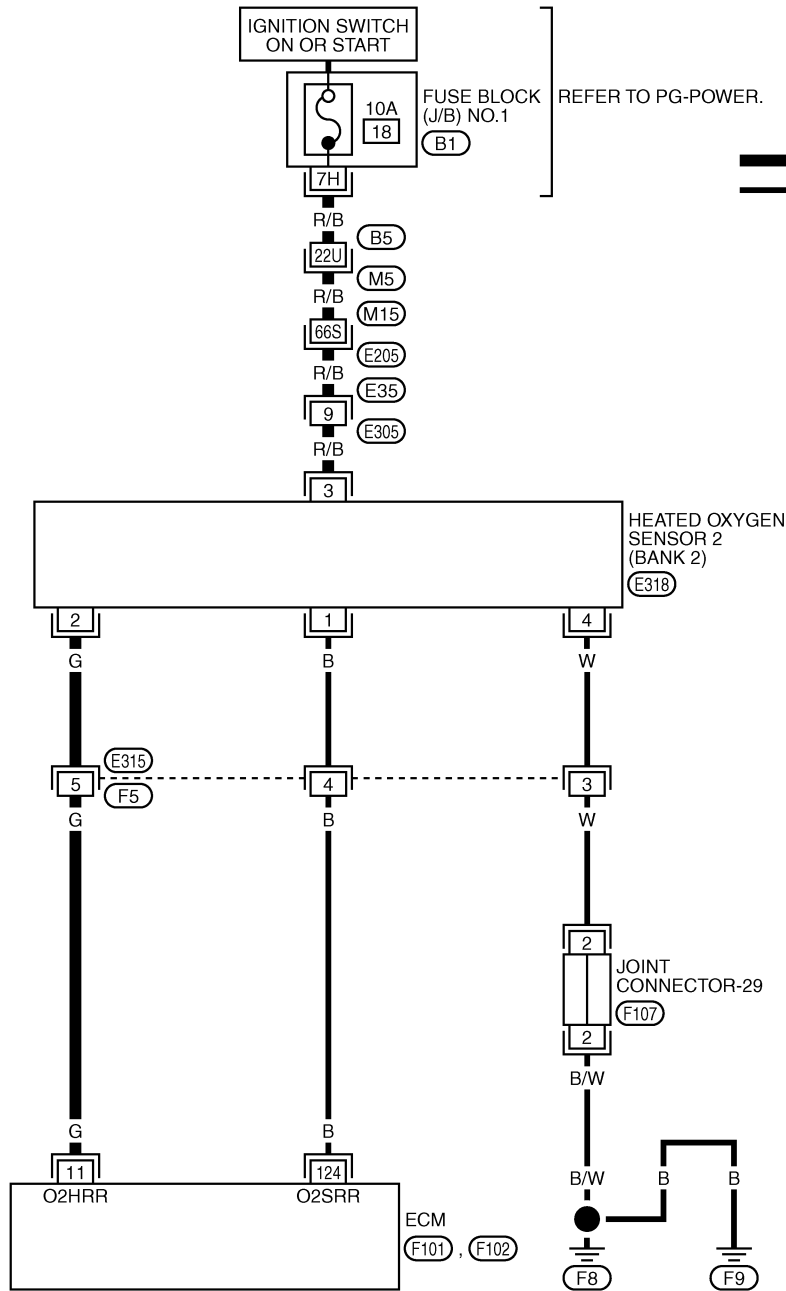 IGNITION SWITCH
ON OR START
FUSE BLOCK
(J/B) NO.1
B1
REFER TO PG-POWER.
10A
18
7H
R/B
B5
22U
M5
R/B
M15
66S
E205
R/B
E35
9
E305
R/B
3
HEATED OXYGEN
SENSOR 2
(BANK 2)
E318
2 1 4
G B W
E315
5 4 3
F5
G B W
2
JOINT
CONNECTOR-29
F107
2
B/W
G B
11 124
O2HRR O2SRR
ECM
F101 , F102
B/W B B
F8 F9